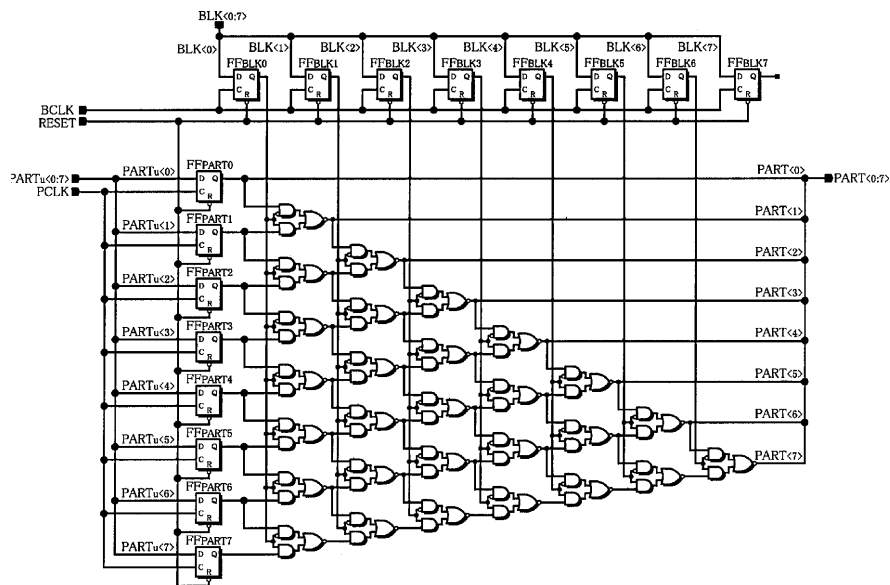 BLK<0:7>
BLK<0> BLK<1> BLK<2> BLK<3> BLK<4> BLK<5> BLK<6> BLK<7>
FFBLK0 FFBLK1 FFBLK2 FFBLK3 FFBLK4 FFBLK5 FFBLK6 FFBLK7
D Q D Q D Q D Q D Q D Q D Q D Q
C R C R C R C R C R C R C R C R
BCLK
RESET
PARTu<0:7> PARTu<0> FFPART0 PART<0> PART<0:7>
D Q
PCLK
C R
PARTu<1> FFPART1 PART<1>
D Q
C R
PARTu<2> FFPART2 PART<2>
D Q
C R
PARTu<3> FFPART3 PART<3>
D Q
C R
PARTu<4> FFPART4 PART<4>
D Q
C R
PARTu<5> FFPART5 PART<5>
D Q
C R
PARTu<6> FFPART6 PART<6>
D Q
C R
PARTu<7> FFPART7 PART<7>
D Q
C R